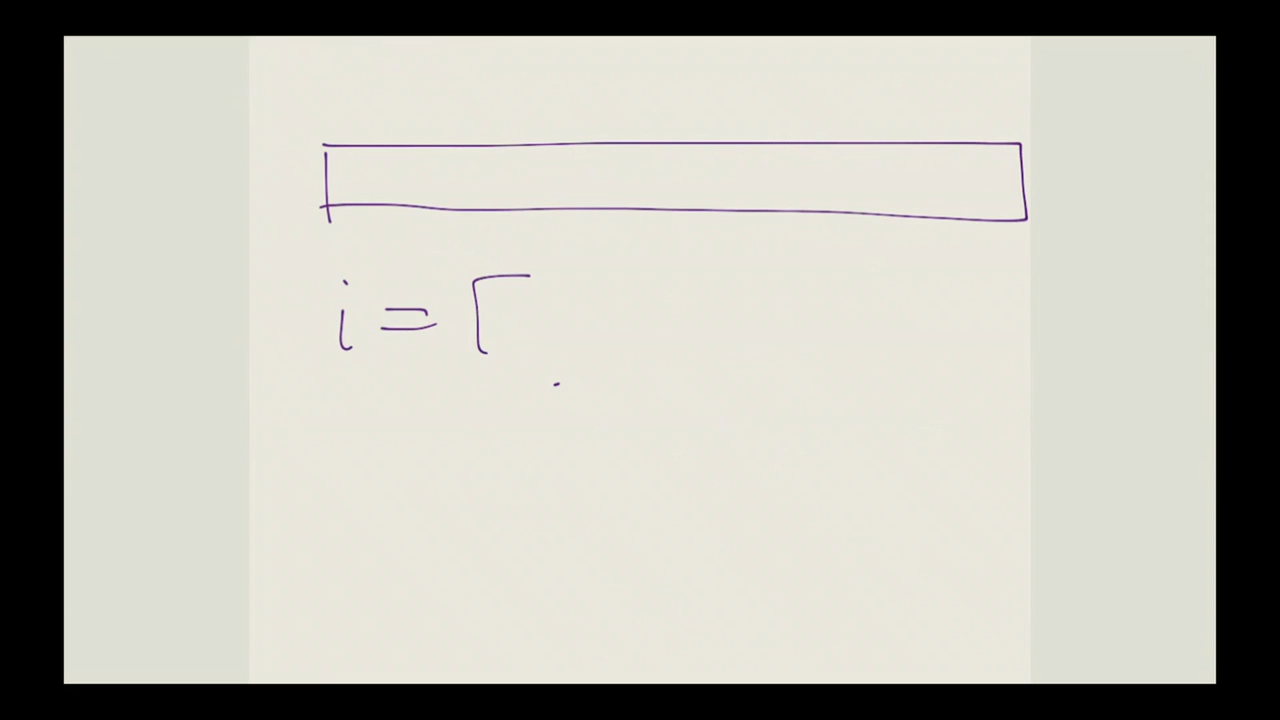 i = ⌈